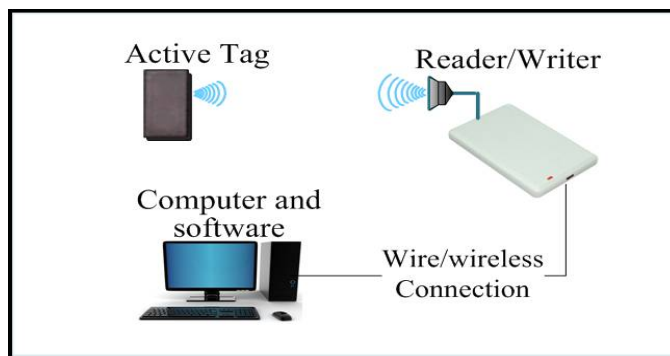 Active Tag
Reader/Writer
Computer and
software
Wire/wireless
Connection